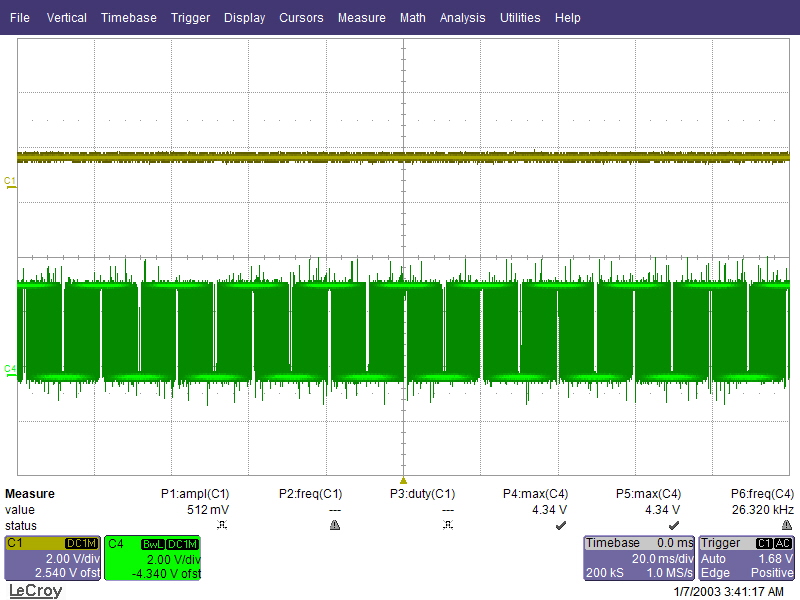 File Vertical Timebase Trigger Display Cursors Measure Math Analysis Utilities Help
C1
C4
Measure P1:ampl(C1) P2:freq(C1) P3:duty(C1) P4:max(C4) P5:max(C4) P6:freq(C4)
value 512 mV --- --- 4.34 V 4.34 V 26.320 kHz
status
C1 DC1M
2.00 V/div
2.540 V ofst
C4 BwL DC1M
2.00 V/div
-4.340 V ofst
Timebase 0.0 ms
20.0 ms/div
200 kS 1.0 MS/s
Trigger C1 AC
Auto 1.68 V
Edge Positive
LeCroy
1/7/2003 3:41:17 AM